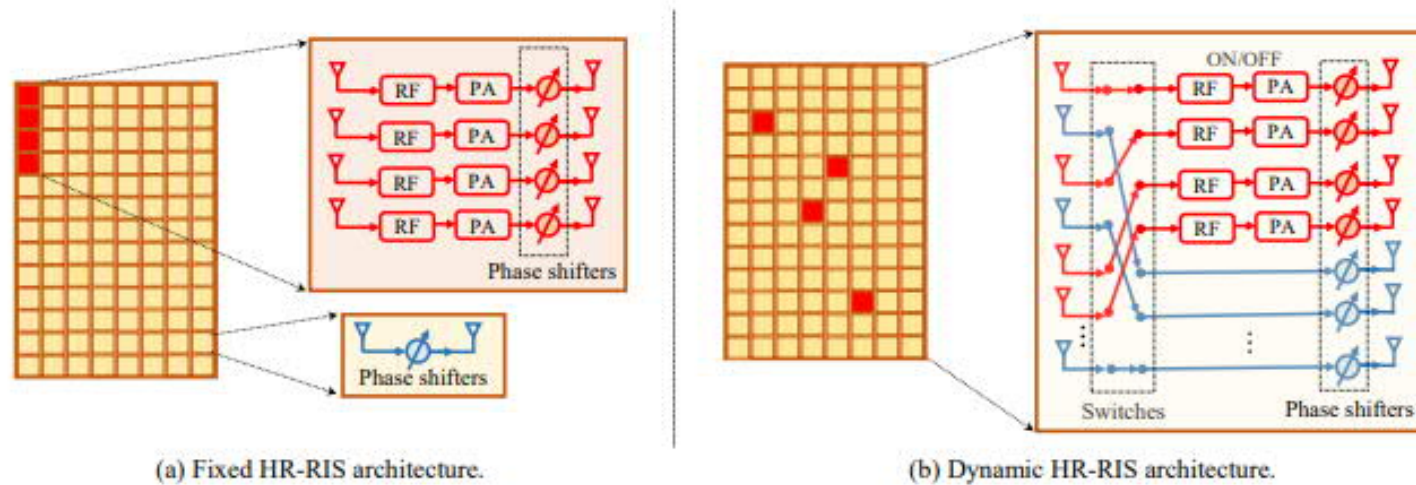 RF PA
RF PA
RF PA
RF PA
Phase shifters
Phase shifters
(a) Fixed HR-RIS architecture.
ON/OFF
RF PA
RF PA
RF PA
RF PA
Switches
Phase shifters
(b) Dynamic HR-RIS architecture.